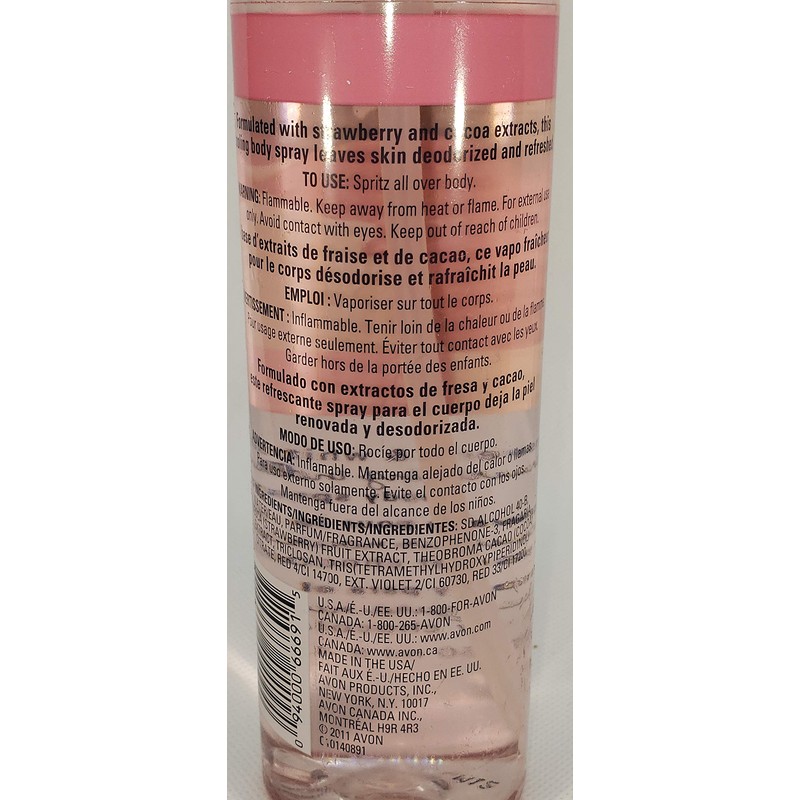 Formulated with strawberry and cocoa extracts, this
body spray leaves skin deodorized and refreshed
TO USE: Spritz all over body.
WARNING: Flammable. Keep away from heat or flame. For external use
only. Avoid contact with eyes. Keep out of reach of children.
d'extraits de fraise et de cacao, ce vapo fraîcheur
pour le corps désodorise et rafraîchit la peau.
EMPLOI : Vaporiser sur tout le corps.
AVERTISSEMENT : Inflammable. Tenir loin de la chaleur ou de la flamme.
Pour usage externe seulement. Éviter tout contact avec les yeux.
Garder hors de la portée des enfants.
Formulado con extractos de fresa y cacao,
este refrescante spray para el cuerpo deja la piel
renovada y desodorizada.
MODO DE USO: Rocíe por todo el cuerpo.
ADVERTENCIA: Inflamable. Mantenga alejado del calor o llamas.
Para uso externo solamente. Evite el contacto con los ojos.
Mantenga fuera del alcance de los niños.
INGREDIENTS/INGRÉDIENTS/INGREDIENTES: SD ALCOHOL 40-B,
PARFUM/FRAGRANCE, BENZOPHENONE-3,
(STRAWBERRY) FRUIT EXTRACT, THEOBROMA CACAO
TRICLOSAN,
RED 4/CI 14700, EXT. VIOLET 2/CI 60730, RED 33/CI 17200
U.S.A./É.-U./EE. UU.: 1-800-FOR-AVON
CANADA: 1-800-265-AVON
U.S.A./É.-U./EE. UU.: www.avon.com
CANADA: www.avon.ca
MADE IN THE USA/
FAIT AUX É.-U./HECHO EN EE. UU.
AVON PRODUCTS, INC.,
NEW YORK, N.Y. 10017
AVON CANADA INC.,
MONTRÉAL H9R 4R3
© 2011 AVON
0140891
0 94000 66691 5